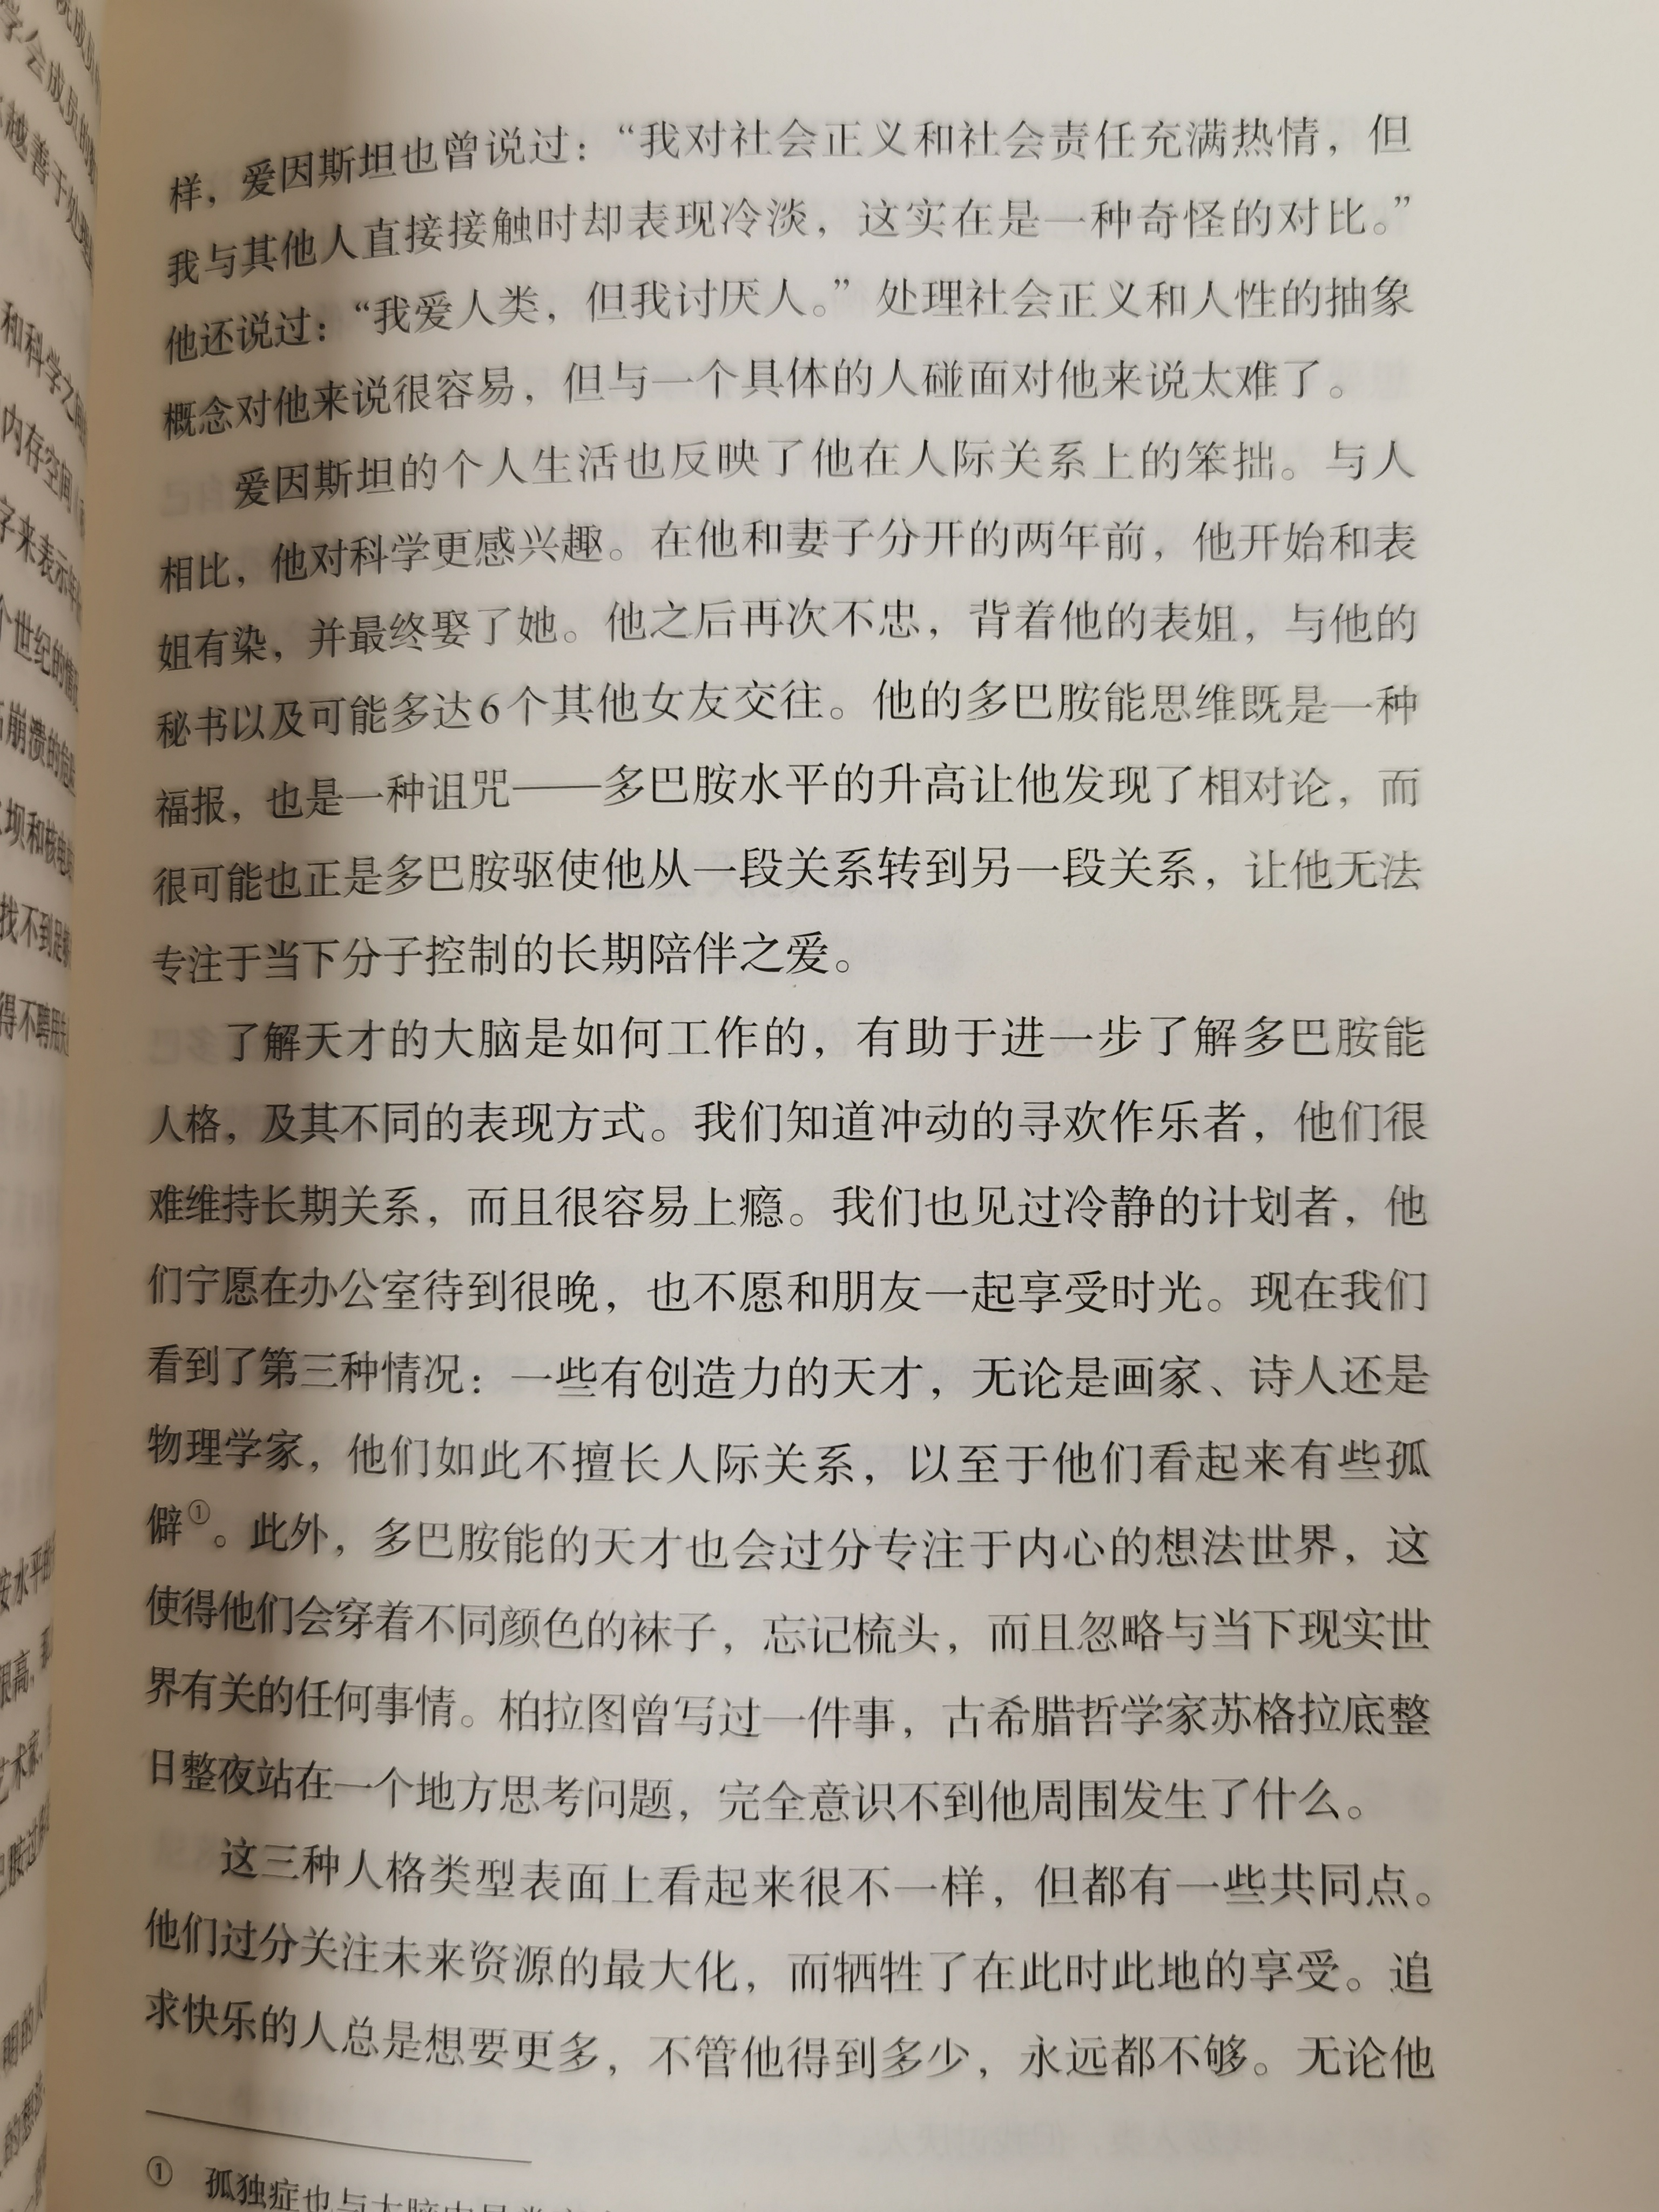 样，爱因斯坦也曾说过：“我对社会正义和社会责任充满热情，但
我与其他人直接接触时却表现冷淡，这实在是一种奇怪的对比。”
他还说过：“我爱人类，但我讨厌人。”处理社会正义和人性的抽象
概念对他来说很容易，但与一个具体的人碰面对他来说太难了。
爱因斯坦的个人生活也反映了他在人际关系上的笨拙。与人
相比，他对科学更感兴趣。在他和妻子分开的两年前，他开始和表
姐有染，并最终娶了她。他之后再次不忠，背着他的表姐，与他的
秘书以及可能多达6个其他女友交往。他的多巴胺能思维既是一种
福报，也是一种诅咒——多巴胺水平的升高让他发现了相对论，而
很可能也正是多巴胺驱使他从一段关系转到另一段关系，让他无法
专注于当下分子控制的长期陪伴之爱。
了解天才的大脑是如何工作的，有助于进一步了解多巴胺能
人格，及其不同的表现方式。我们知道冲动的寻欢作乐者，他们很
难维持长期关系，而且很容易上瘾。我们也见过冷静的计划者，他
们宁愿在办公室待到很晚，也不愿和朋友一起享受时光。现在我们
看到了第三种情况：一些有创造力的天才，无论是画家、诗人还是
物理学家，他们如此不擅长人际关系，以至于他们看起来有些孤
僻①。此外，多巴胺能的天才也会过分专注于内心的想法世界，这
使得他们会穿着不同颜色的袜子，忘记梳头，而且忽略与当下现实世
界有关的任何事情。柏拉图曾写过一件事，古希腊哲学家苏格拉底整
日整夜站在一个地方思考问题，完全意识不到他周围发生了什么。
这三种人格类型表面上看起来很不一样，但都有一些共同点。
他们过分关注未来资源的最大化，而牺牲了在此时此地的享受。追
求快乐的人总是想要更多，不管他得到多少，永远都不够。无论他
① 孤独症也与大脑中